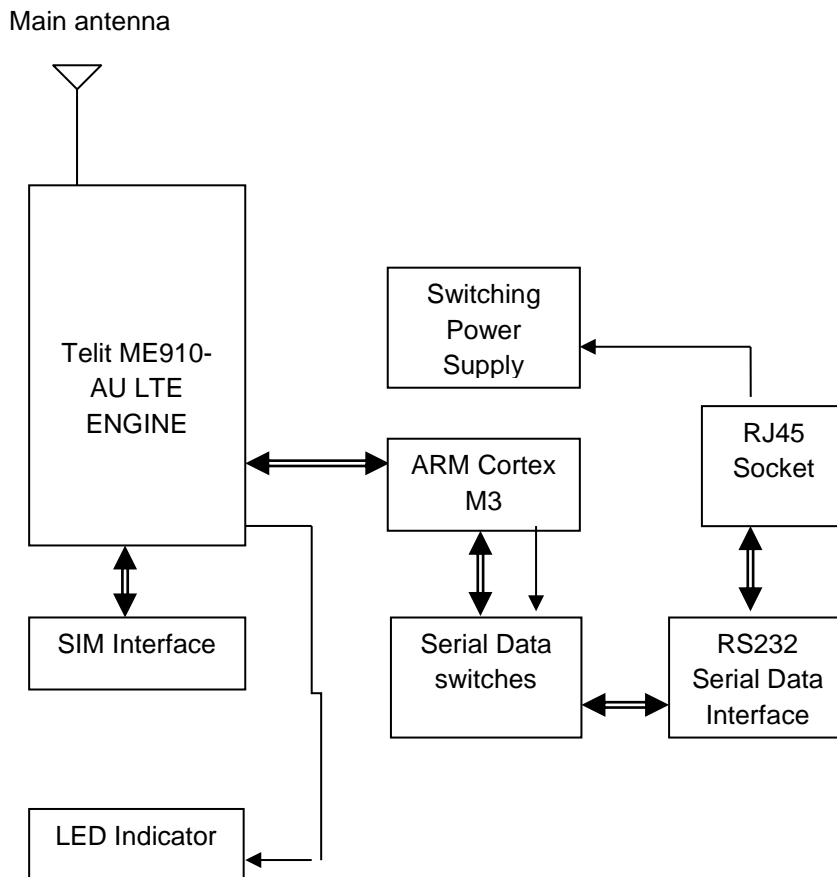 Main antenna
Telit ME910-
AU LTE
ENGINE
Switching
Power
Supply
RJ45
Socket
ARM Cortex
M3
SIM Interface
Serial Data
switches
RS232
Serial Data
Interface
LED Indicator